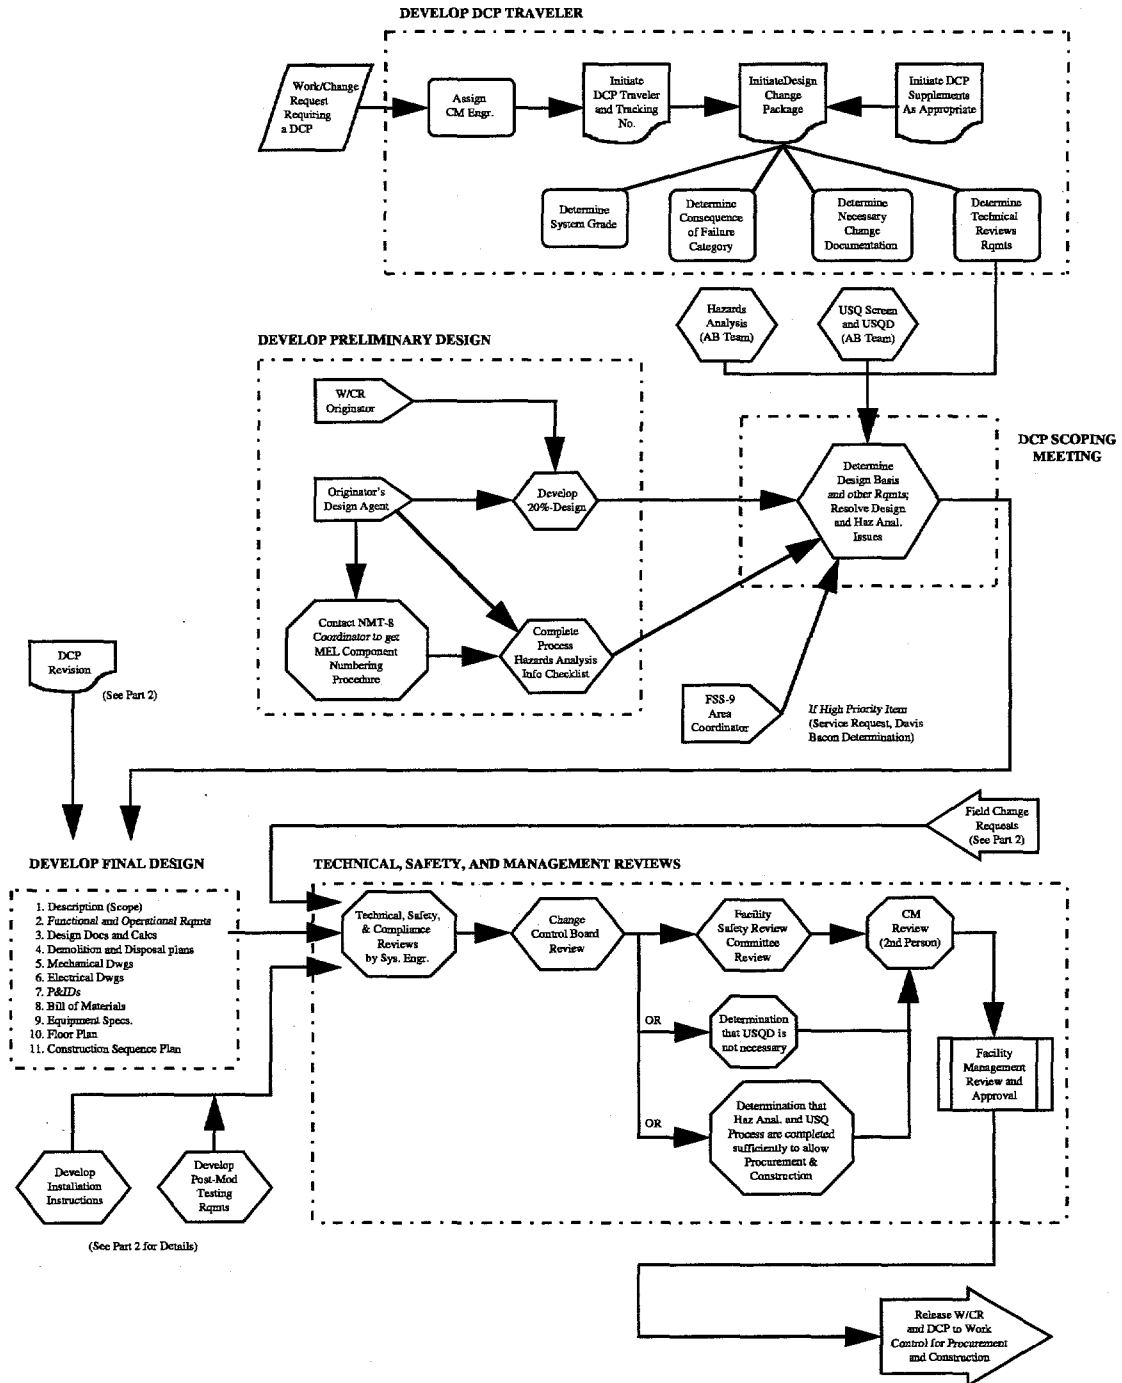 DEVELOP DCP TRAVELER
Work/Change
Request
Requiring
a DCP
Assign
CM Engr.
Initiate
DCP Traveler
and Tracking
No.
InitiateDesign
Change
Package
Initiate DCP
Supplements
As Appropriate
Determine
System Grade
Determine
Consequence
of Failure
Category
Determine
Necessary
Change
Documentation
Determine
Technical
Reviews
Rqmts
Hazards
Analysis
(AB Team)
USQ Screen
and USQD
(AB Team)
DEVELOP PRELIMINARY DESIGN
W/CR
Originator
Originator's
Design Agent
Develop
20%-Design
Contact NMT-8
Coordinator to get
MEL Component
Numbering
Procedure
Complete
Process
Hazards Analysis
Info Checklist
DCP SCOPING
MEETING
Determine
Design Basis
and other Rqmts;
Resolve Design
and Haz Anal.
Issues
FSS-9
Area
Coordinator
If High Priority Item
(Service Request, Davis
Bacon Determination)
DCP
Revision
(See Part 2)
Field Change
Requests
(See Part 2)
DEVELOP FINAL DESIGN
1. Description (Scope)
2. Functional and Operational Rqmts
3. Design Docs and Calcs
4. Demolition and Disposal plans
5. Mechanical Dwgs
6. Electrical Dwgs
7. P&IDs
8. Bill of Materials
9. Equipment Specs.
10. Floor Plan
11. Construction Sequence Plan
Develop
Installation
Instructions
Develop
Post-Mod
Testing
Rqmts
(See Part 2 for Details)
TECHNICAL, SAFETY, AND MANAGEMENT REVIEWS
Technical, Safety,
& Compliance
Reviews
by Sys. Engr.
Change
Control Board
Review
Facility
Safety Review
Committee
Review
CM
Review
(2nd Person)
OR
Determination
that USQD is
not necessary
OR
Determination that
Haz Anal. and USQ
Process are completed
sufficiently to allow
Procurement &
Construction
Facility
Management
Review and
Approval
Release W/CR
and DCP to Work
Control for Procurement
and Construction